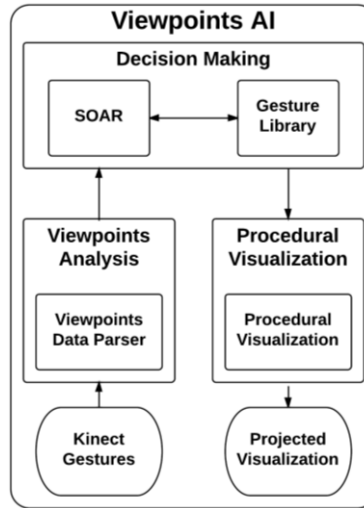 Viewpoints AI
Decision Making
SOAR
Gesture
Library
Viewpoints
Analysis
Viewpoints
Data Parser
Procedural
Visualization
Procedural
Visualization
Kinect
Gestures
Projected
Visualization